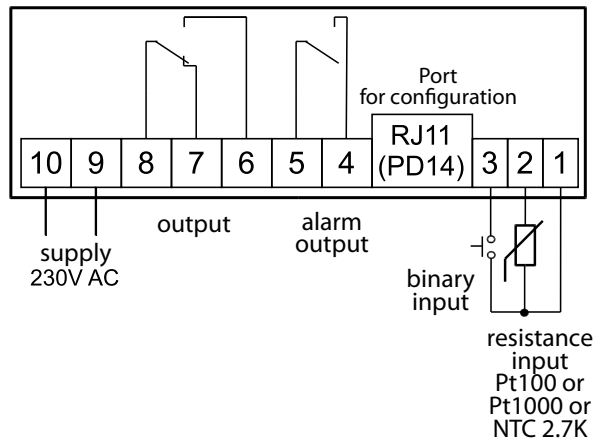 Port
for configuration
RJ11
(PD14)
10 9 8 7 6 5 4 3 2 1
supply
230V AC
output
alarm
output
binary
input
resistance
input
Pt100 or
Pt1000 or
NTC 2.7K